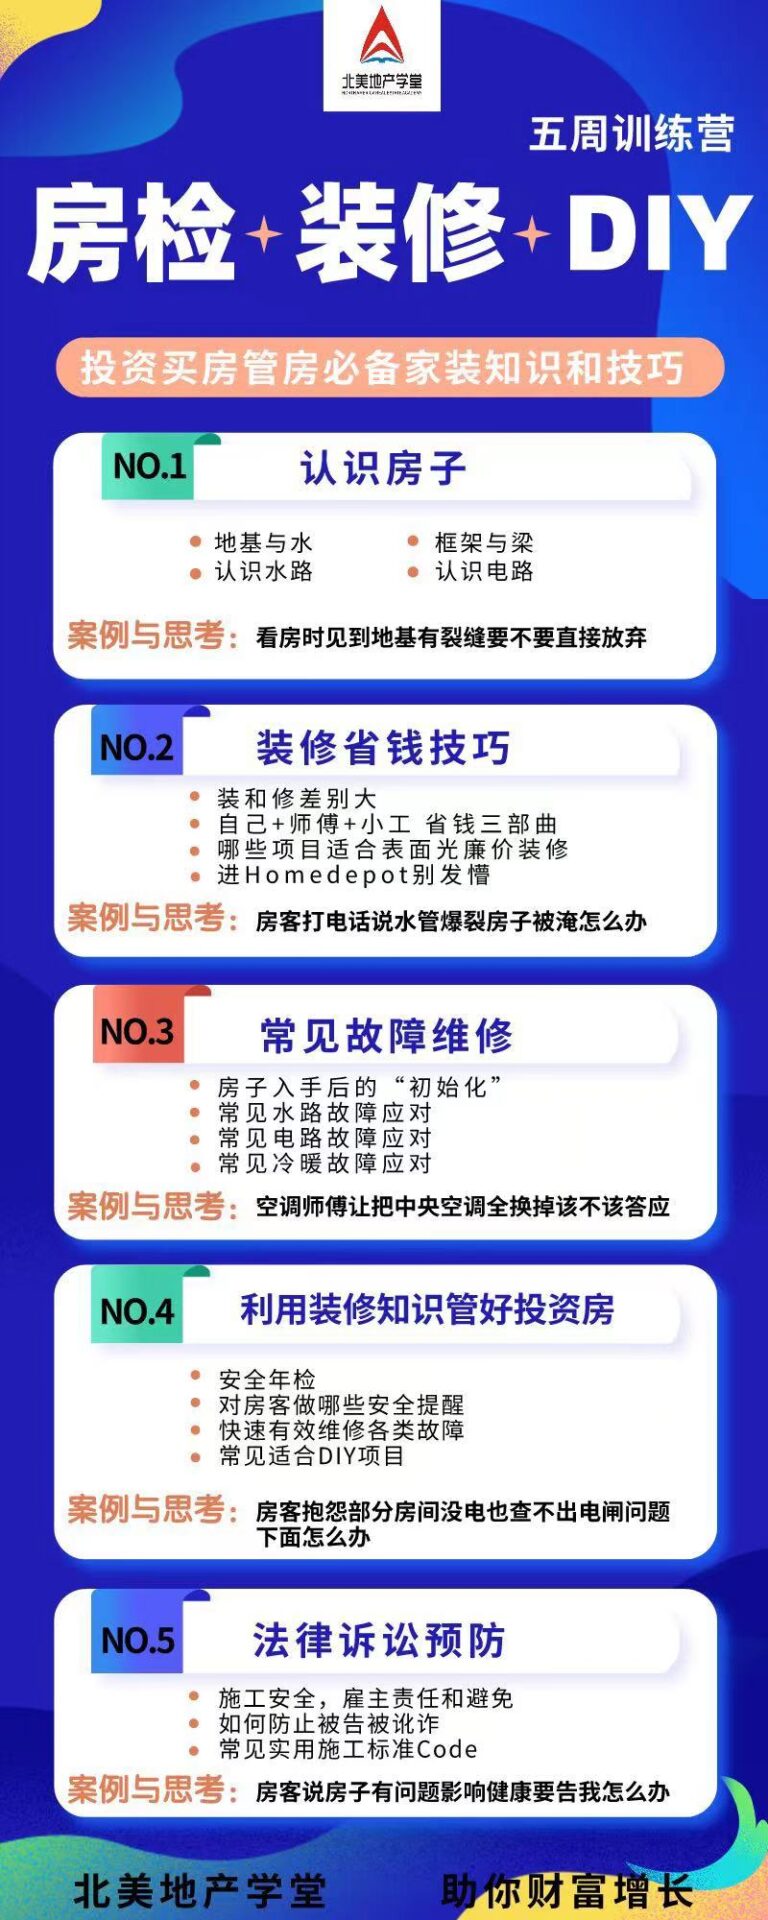 北美地产学堂
五周训练营
房检 装修 DIY
投资买房管房必备家装知识和技巧
NO.1 认识房子
地基与水 框架与梁
认识水路 认识电路
案例与思考：看房时见到地基有裂缝要不要直接放弃
NO.2 装修省钱技巧
装和修差别大
自己+师傅+小工 省钱三部曲
哪些项目适合表面光廉价装修
进Homedepot别发懵
案例与思考：房客打电话说水管爆裂房子被淹怎么办
NO.3 常见故障维修
房子入手后的“初始化”
常见水路故障应对
常见电路故障应对
常见冷暖故障应对
案例与思考：空调师傅让把中央空调全换掉该不该答应
NO.4 利用装修知识管好投资房
安全年检
对房客做哪些安全提醒
快速有效维修各类故障
常见适合DIY项目
案例与思考：房客抱怨部分房间没电也查不出电闸问题
下面怎么办
NO.5 法律诉讼预防
施工安全，雇主责任和避免
如何防止被告被讹诈
常见实用施工标准Code
案例与思考：房客说房子有问题影响健康要告我怎么办
北美地产学堂 助你财富增长